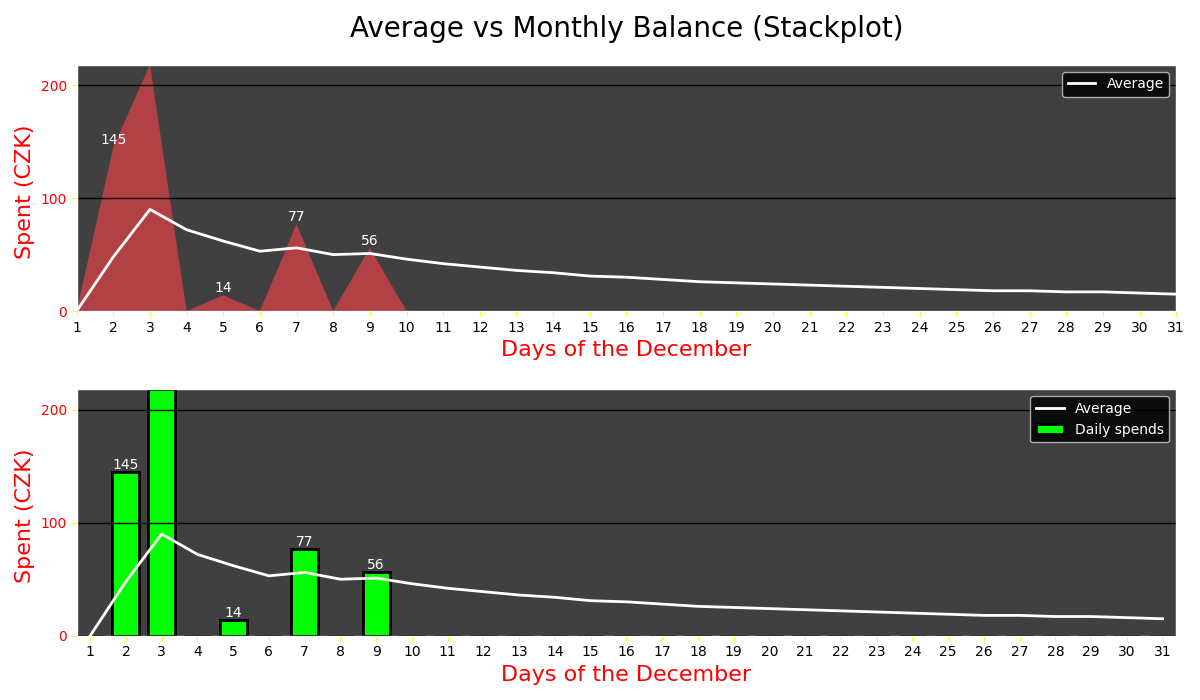 Average vs Monthly Balance (Stackplot)
Spent (CZK)
200
100
0
145
14
77
56
Average
1 2 3 4 5 6 7 8 9 10 11 12 13 14 15 16 17 18 19 20 21 22 23 24 25 26 27 28 29 30 31
Days of the December
Spent (CZK)
200
100
0
145
14
77
56
Average
Daily spends
1 2 3 4 5 6 7 8 9 10 11 12 13 14 15 16 17 18 19 20 21 22 23 24 25 26 27 28 29 30 31
Days of the December